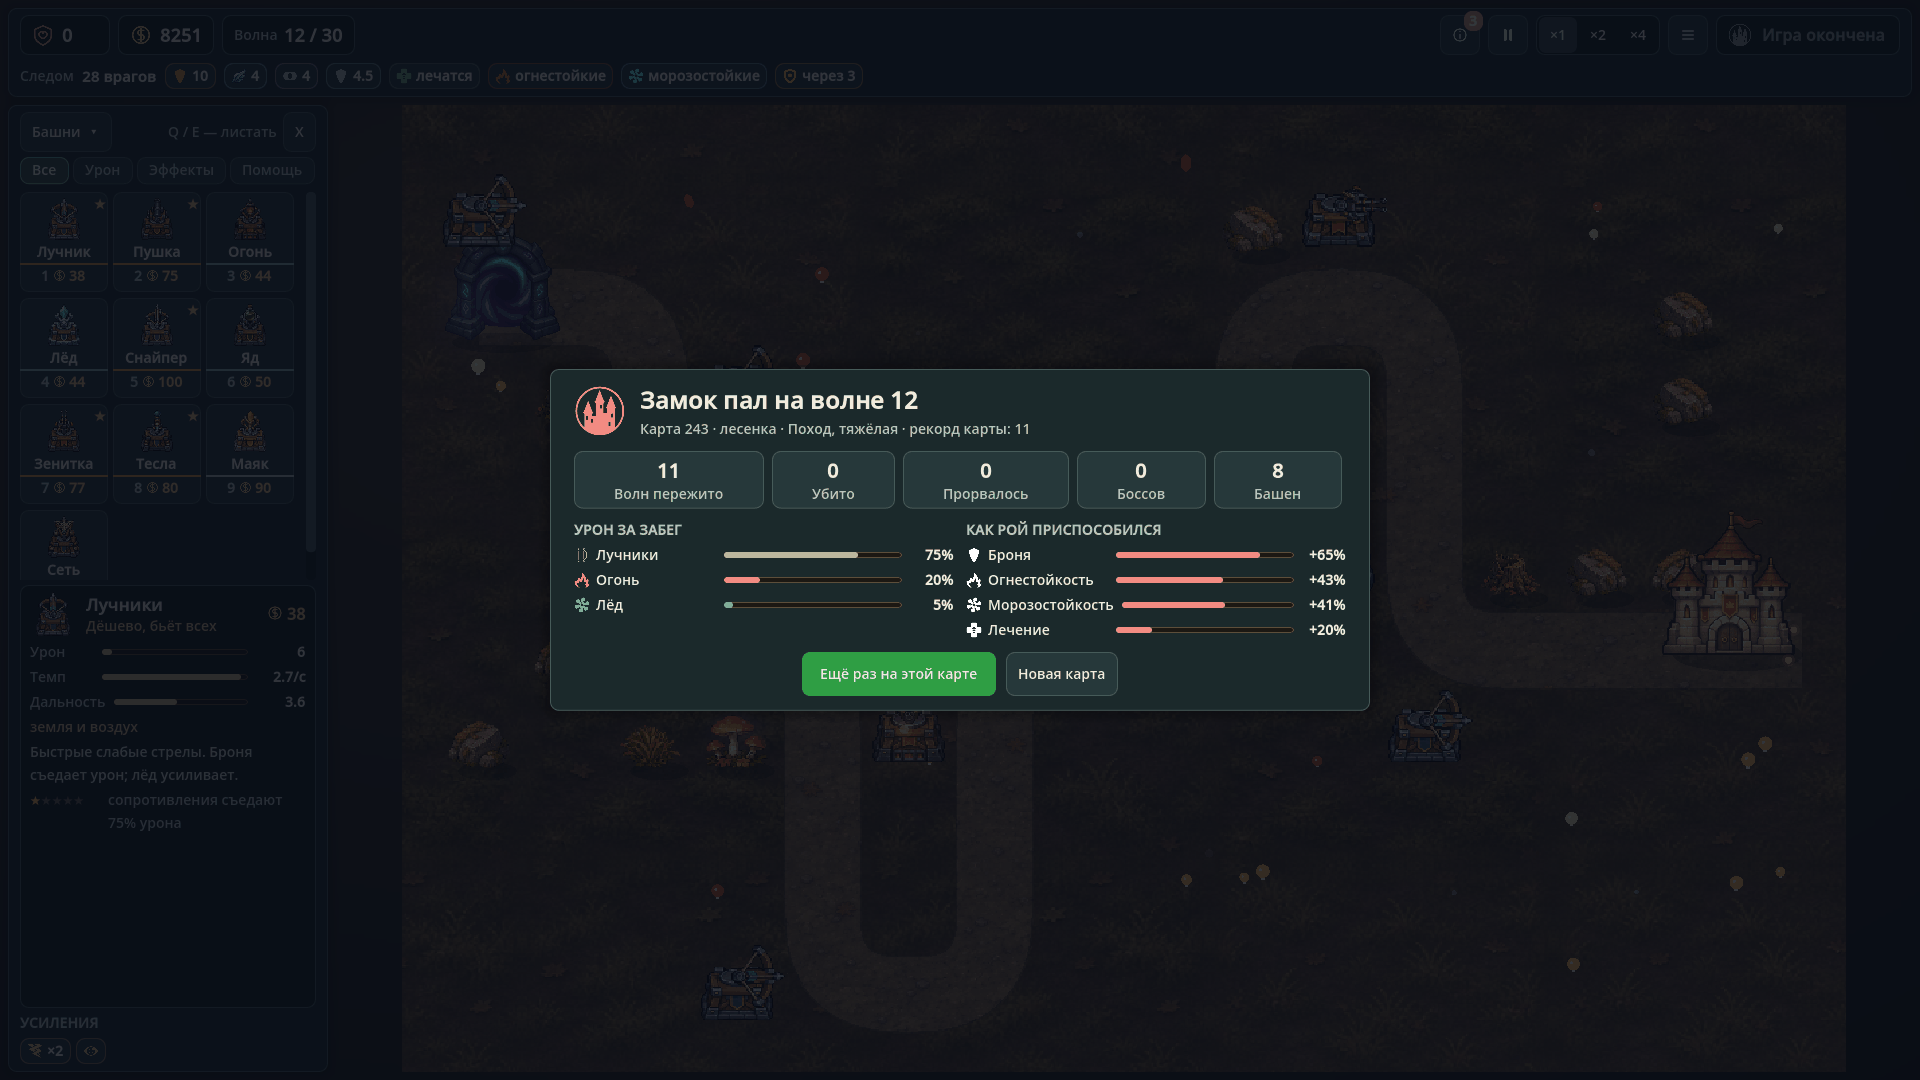 0 8251 Волна 12 / 30 3 ×1 ×2 ×4 Игра окончена
Следом 28 врагов 10 4 4 4.5 лечатся огнестойкие морозостойкие через 3
Башни Q / E — листать X
Все Урон Эффекты Помощь
Лучник Пушка Огонь
1 38 2 75 3 44
Лёд Снайпер Яд
4 44 5 100 6 50
Зенитка Тесла Маяк
7 77 8 80 9 90
Сеть
Лучники 38
Дёшево, бьёт всех
Урон 6
Темп 2.7/с
Дальность 3.6
земля и воздух
Быстрые слабые стрелы. Броня
съедает урон; лёд усиливает.
сопротивления съедают
75% урона
УСИЛЕНИЯ
×2
Замок пал на волне 12
Карта 243 · лесенка · Поход, тяжёлая · рекорд карты: 11
11 0 0 0 8
Волн пережито Убито Прорвалось Боссов Башен
УРОН ЗА ЗАБЕГ
Лучники 75%
Огонь 20%
Лёд 5%
КАК РОЙ ПРИСПОСОБИЛСЯ
Броня +65%
Огнестойкость +43%
Морозостойкость +41%
Лечение +20%
Ещё раз на этой карте Новая карта